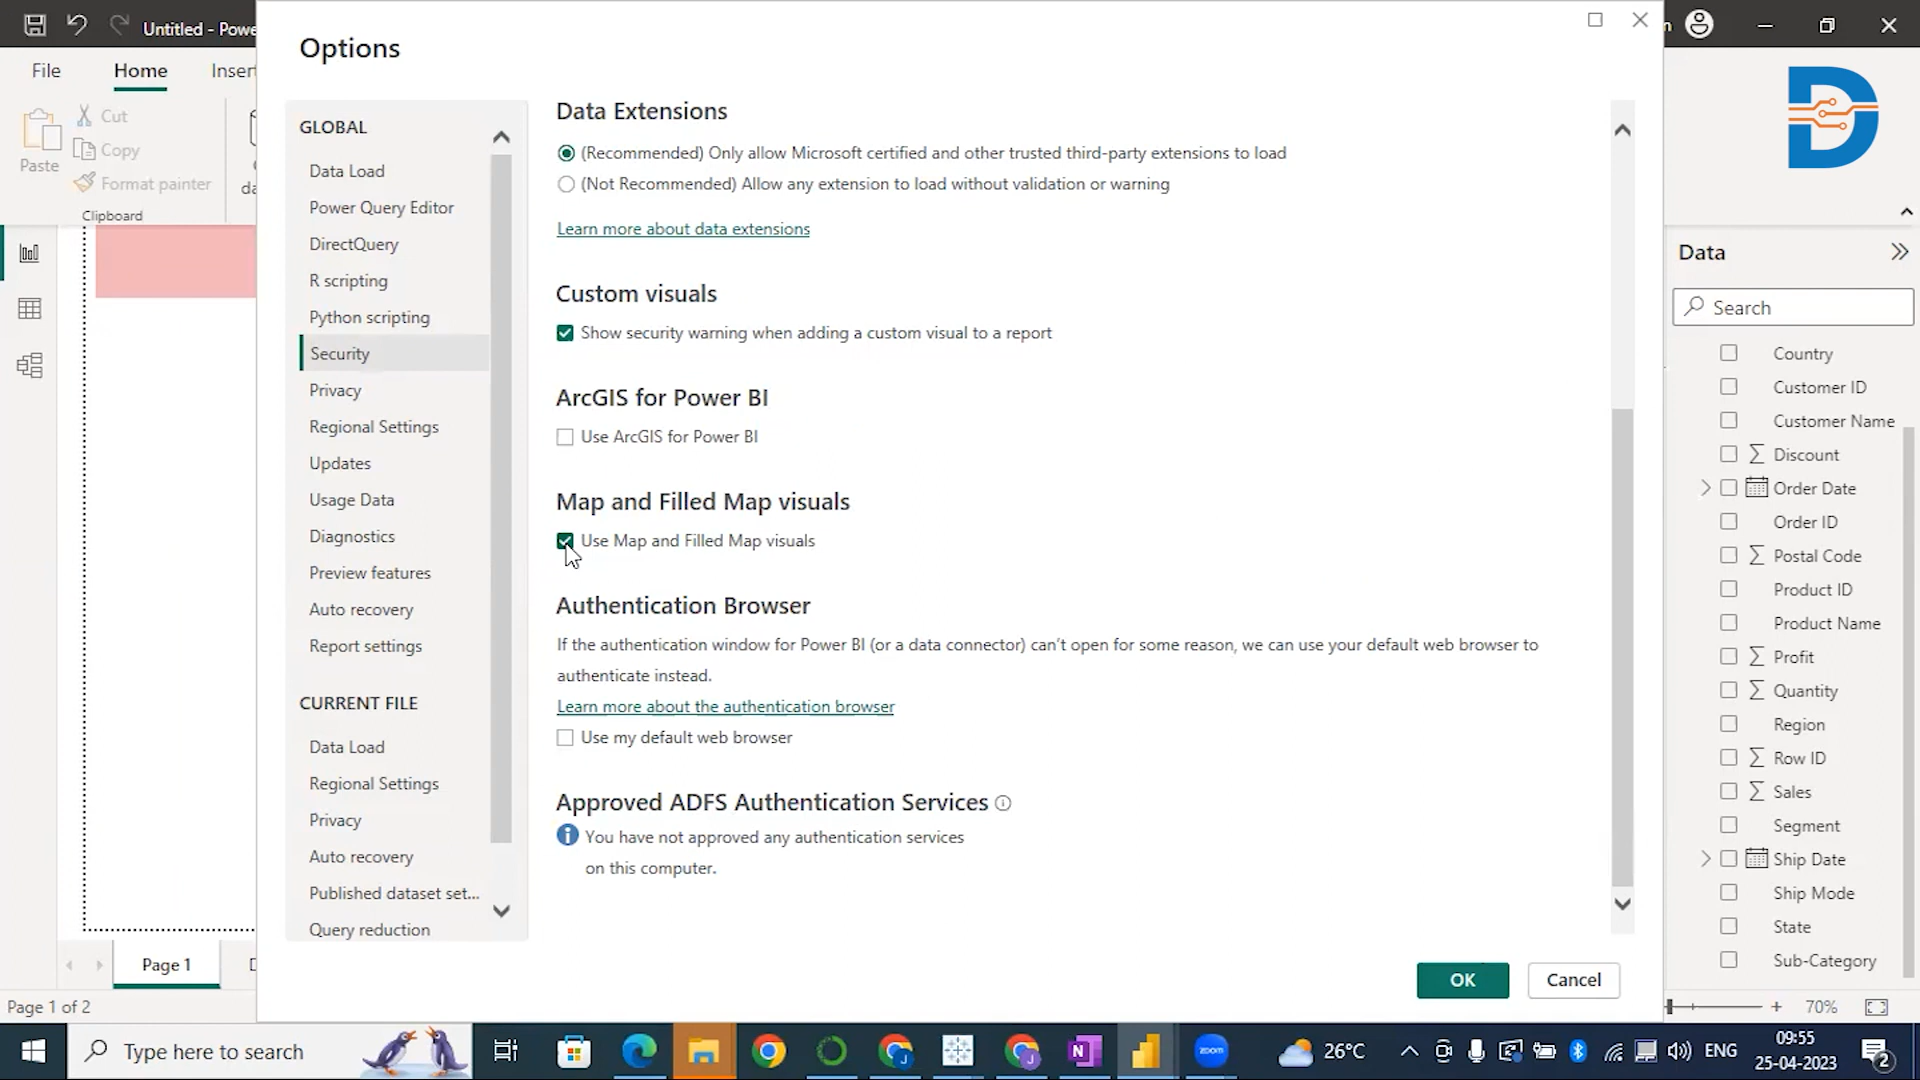 Untitled - Powe
File
Home
Insert
Paste
Cut
Copy
Format painter
Clipboard
da
Options
GLOBAL
Data Load
Power Query Editor
DirectQuery
R scripting
Python scripting
Security
Privacy
Regional Settings
Updates
Usage Data
Diagnostics
Preview features
Auto recovery
Report settings
CURRENT FILE
Data Load
Regional Settings
Privacy
Auto recovery
Published dataset set...
Query reduction
Data Extensions
(Recommended) Only allow Microsoft certified and other trusted third-party extensions to load
(Not Recommended) Allow any extension to load without validation or warning
Learn more about data extensions
Custom visuals
Show security warning when adding a custom visual to a report
ArcGIS for Power BI
Use ArcGIS for Power BI
Map and Filled Map visuals
Use Map and Filled Map visuals
Authentication Browser
If the authentication window for Power BI (or a data connector) can't open for some reason, we can use your default web browser to
authenticate instead.
Learn more about the authentication browser
Use my default web browser
Approved ADFS Authentication Services
You have not approved any authentication services
on this computer.
OK
Cancel
Data
Search
Country
Customer ID
Customer Name
Discount
Order Date
Order ID
Postal Code
Product ID
Product Name
Profit
Quantity
Region
Row ID
Sales
Segment
Ship Date
Ship Mode
State
Sub-Category
Page 1
Page 1 of 2
70%
Type here to search
zoom
26°C
ENG
09:55
25-04-2023
2